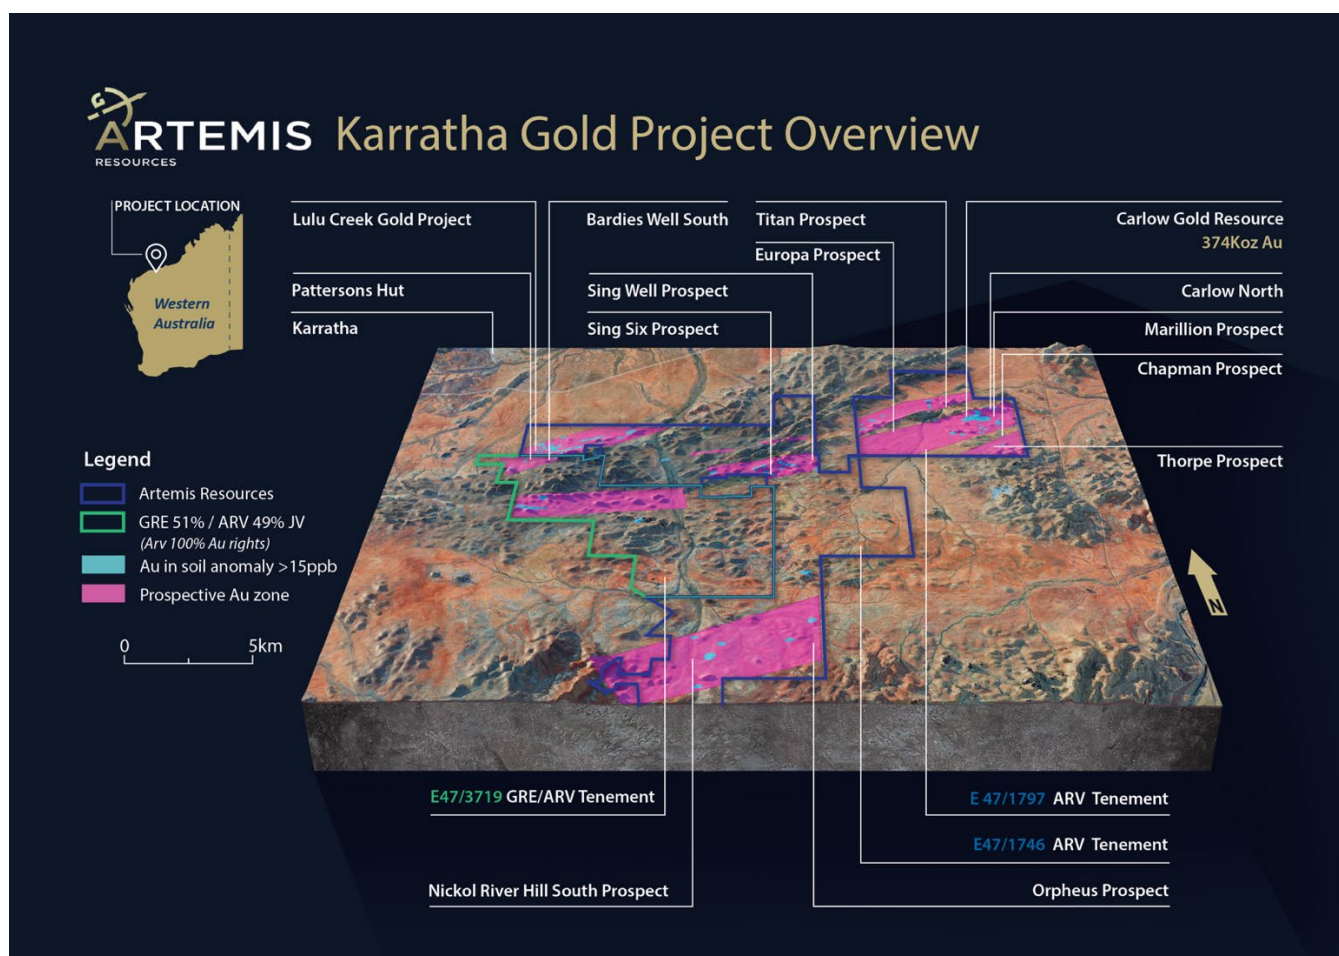 ARTEMIS
RESOURCES
Karratha Gold Project Overview
PROJECT LOCATION
Western
Australia
Lulu Creek Gold Project
Pattersons Hut
Karratha
Bardies Well South
Sing Well Prospect
Sing Six Prospect
Titan Prospect
Europa Prospect
Carlow Gold Resource
374Koz Au
Carlow North
Marillion Prospect
Chapman Prospect
Thorpe Prospect
Legend
Artemis Resources
GRE 51% / ARV 49% JV
(Arv 100% Au rights)
Au in soil anomaly >15ppb
Prospective Au zone
0 5km
N
E47/3719 GRE/ARV Tenement
Nickol River Hill South Prospect
E 47/1797 ARV Tenement
E47/1746 ARV Tenement
Orpheus Prospect